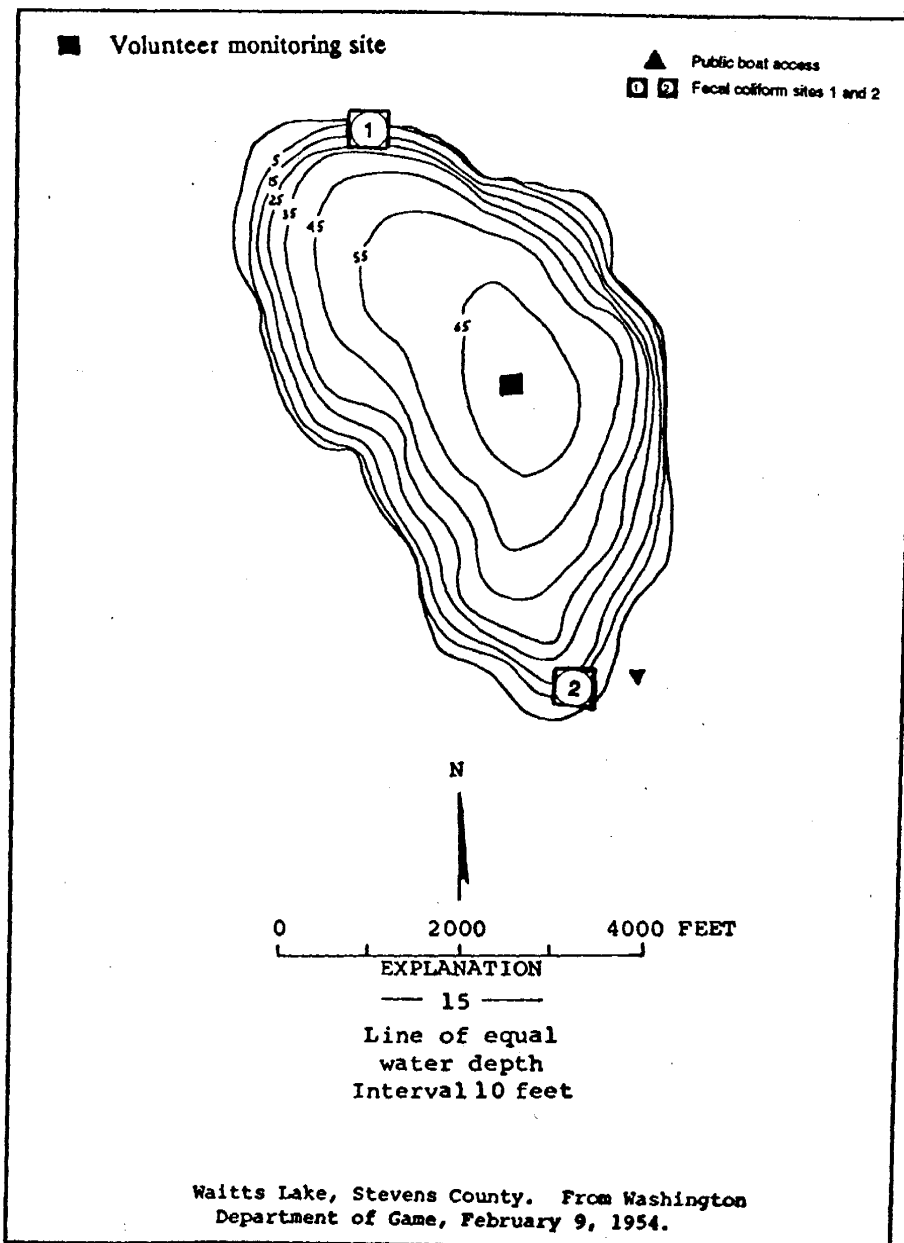 Volunteer monitoring site
Public boat access
1 2 Fecal coliform sites 1 and 2
1
5
15
25
35
45
55
65
2
N
0 2000 4000 FEET
EXPLANATION
15
Line of equal
water depth
Interval 10 feet
Waitts Lake, Stevens County. From Washington
Department of Game, February 9, 1954.